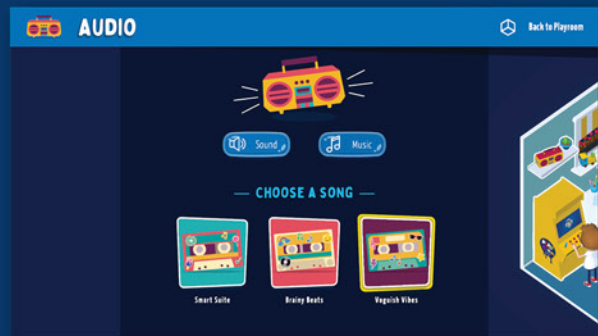 AUDIO
Back to Playroom
Sound
Music
CHOOSE A SONG
Smart Suite
Brainy Beats
Voguish Vibes